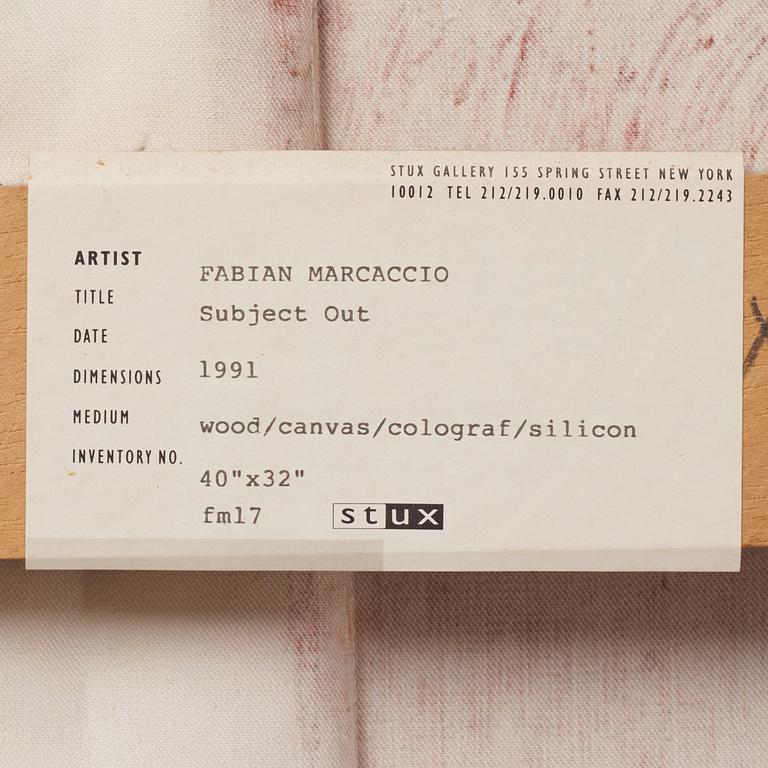 STUX GALLERY 155 SPRING STREET NEW YORK
10012 TEL 212/219.0010 FAX 212/219.2243
ARTIST
FABIAN MARCACCIO
TITLE
Subject Out
DATE
1991
DIMENSIONS
wood/canvas/colograf/silicon
MEDIUM
40"x32"
INVENTORY NO.
fm17
stux